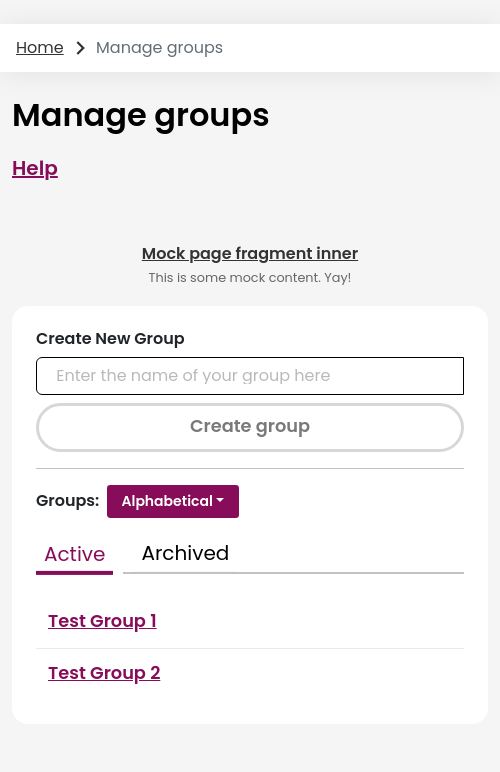 Home > Manage groups
Manage groups
Help
Mock page fragment inner
This is some mock content. Yay!
Create New Group
Enter the name of your group here
Create group
Groups: Alphabetical
Active Archived
Test Group 1
Test Group 2